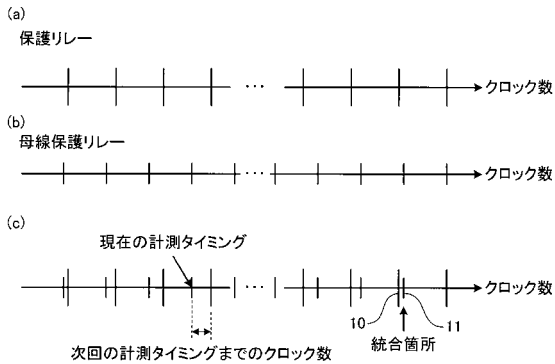 (a)
保護リレー
･･･
クロック数
(b)
母線保護リレー
･･･
クロック数
(c)
現在の計測タイミング
･･･
クロック数
10
11
統合箇所
次回の計測タイミングまでのクロック数